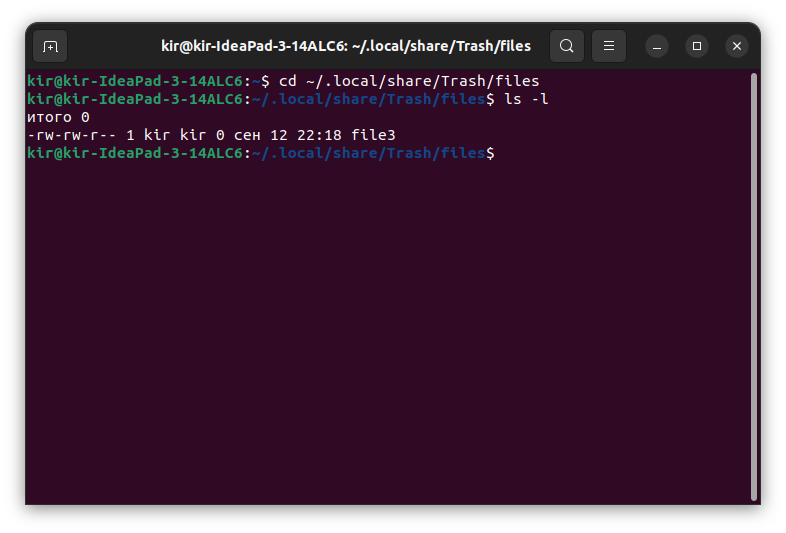 kir@kir-IdeaPad-3-14ALC6: ~/.local/share/Trash/files
kir@kir-IdeaPad-3-14ALC6:~$ cd ~/.local/share/Trash/files
kir@kir-IdeaPad-3-14ALC6:~/.local/share/Trash/files$ ls -l
итого 0
-rw-rw-r-- 1 kir kir 0 сен 12 22:18 file3
kir@kir-IdeaPad-3-14ALC6:~/.local/share/Trash/files$